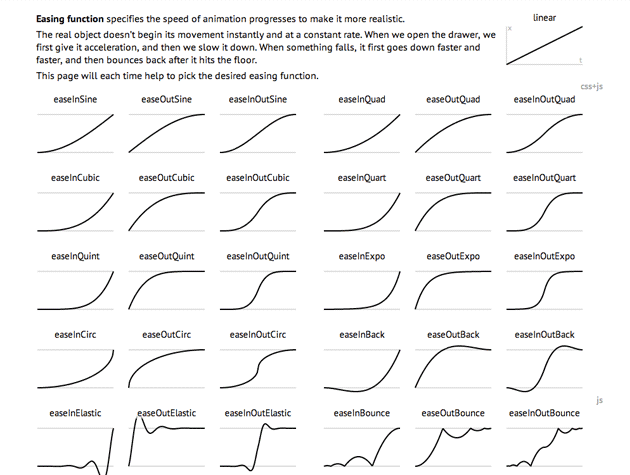 Easing function specifies the speed of animation progresses to make it more realistic.
The real object doesn't begin its movement instantly and at a constant rate. When we open the drawer, we
first give it acceleration, and then we slow it down. When something falls, it first goes down faster and
faster, and then bounces back after it hits the floor.
This page will each time help to pick the desired easing function.
linear
x
t
css+js
easeInSine easeOutSine easeInOutSine easeInQuad easeOutQuad easeInOutQuad
easeInCubic easeOutCubic easeInOutCubic easeInQuart easeOutQuart easeInOutQuart
easeInQuint easeOutQuint easeInOutQuint easeInExpo easeOutExpo easeInOutExpo
easeInCirc easeOutCirc easeInOutCirc easeInBack easeOutBack easeInOutBack
js
easeInElastic easeOutElastic easeInOutElastic easeInBounce easeOutBounce easeInOutBounce